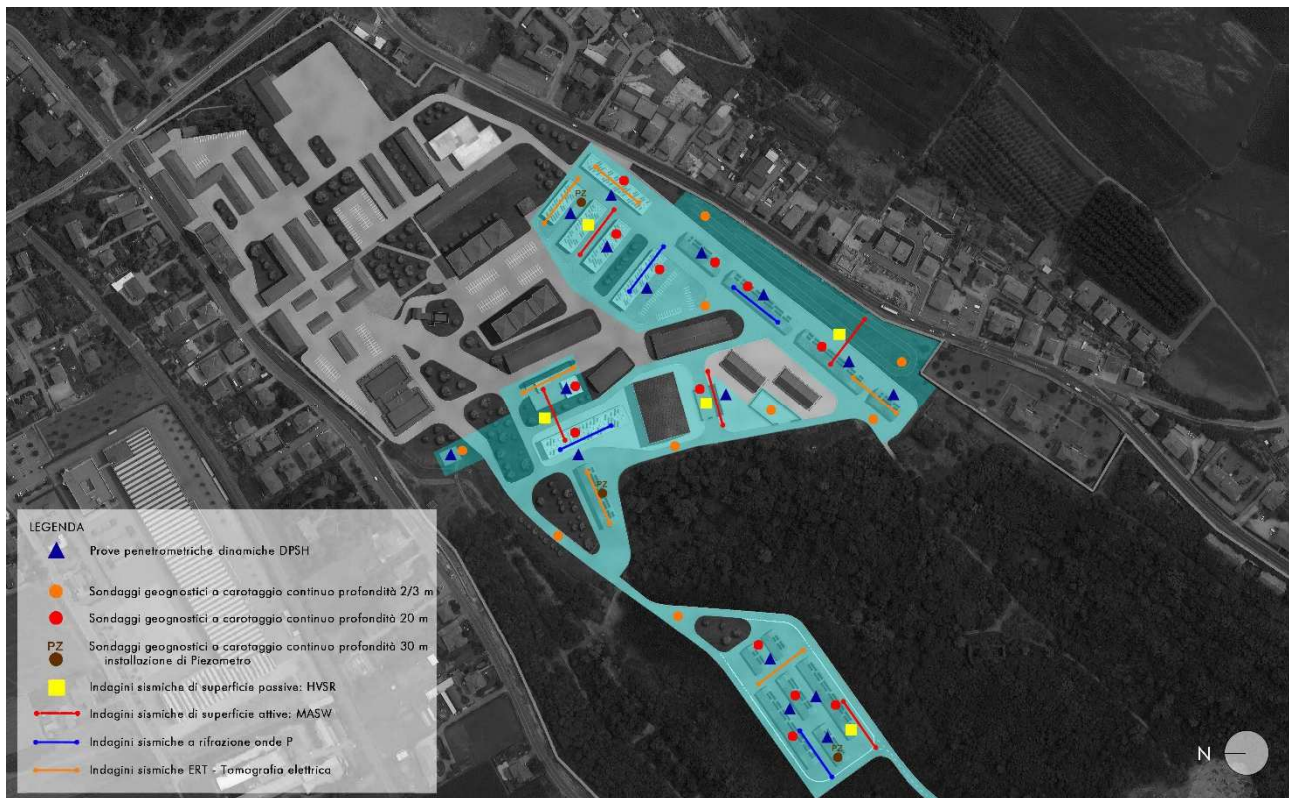 PZ
PZ
PZ
LEGENDA
Prove penetrometriche dinamiche DPSH
Sondaggi geognostici a carotaggio continuo profondità 2/3 m
Sondaggi geognostici a carotaggio continuo profondità 20 m
PZ
Sondaggi geognostici a carotaggio continuo profondità 30 m
installazione di Piezometro
Indagini sismiche di superficie passive: HVSR
Indagini sismiche di superficie attive: MASW
Indagini sismiche a rifrazione onde P
Indagini sismiche ERT - Tomografia elettrica
N